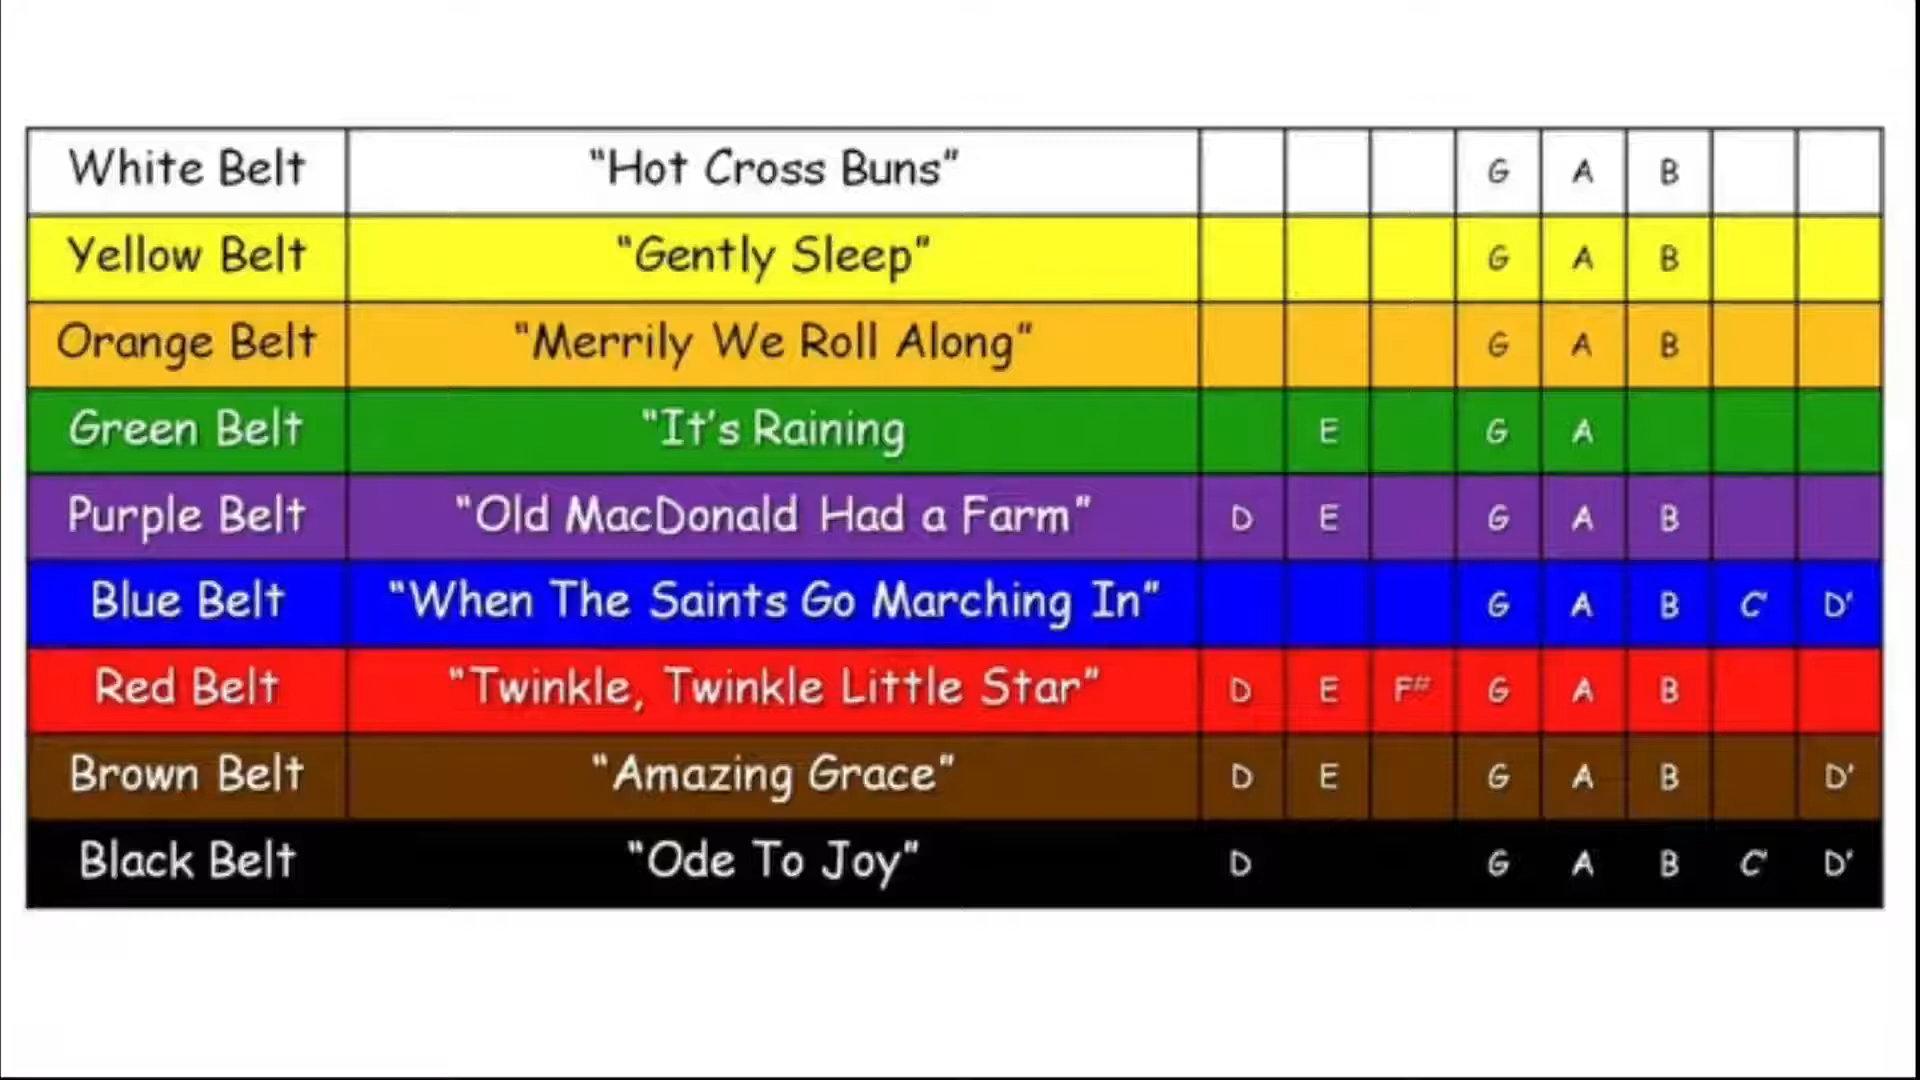 White Belt "Hot Cross Buns" G A B
Yellow Belt "Gently Sleep" G A B
Orange Belt "Merrily We Roll Along" G A B
Green Belt "It's Raining E G A
Purple Belt "Old MacDonald Had a Farm" D E G A B
Blue Belt "When The Saints Go Marching In" G A B C' D'
Red Belt "Twinkle, Twinkle Little Star" D E F# G A B
Brown Belt "Amazing Grace" D E G A B D'
Black Belt "Ode To Joy" D G A B C' D'